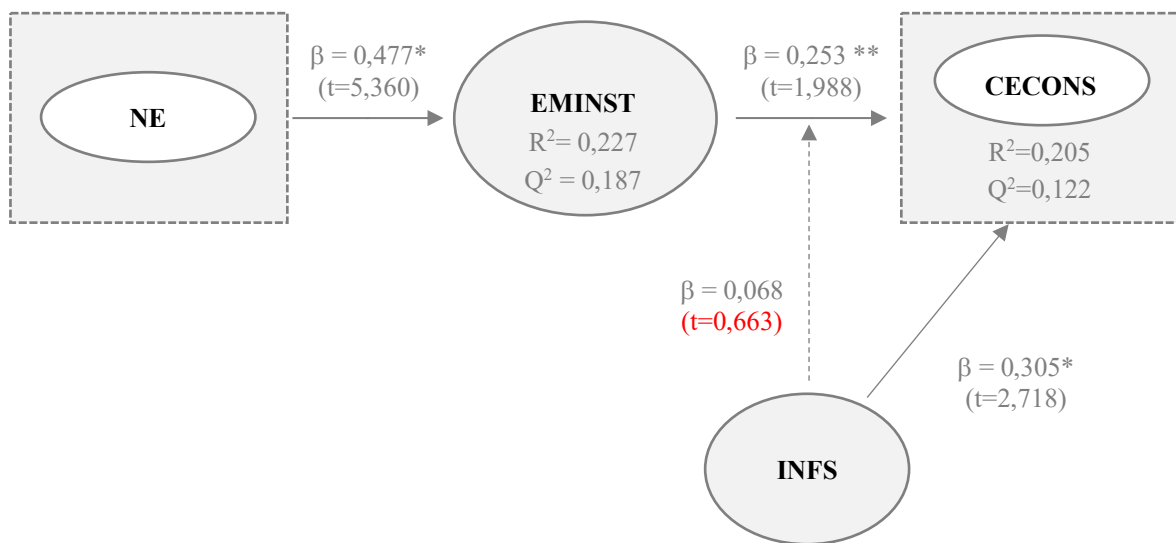 NE
β = 0,477*
(t=5,360)
EMINST
R²= 0,227
Q² = 0,187
β = 0,253 **
(t=1,988)
CECONS
R²=0,205
Q²=0,122
β = 0,068
(t=0,663)
β = 0,305*
(t=2,718)
INFS